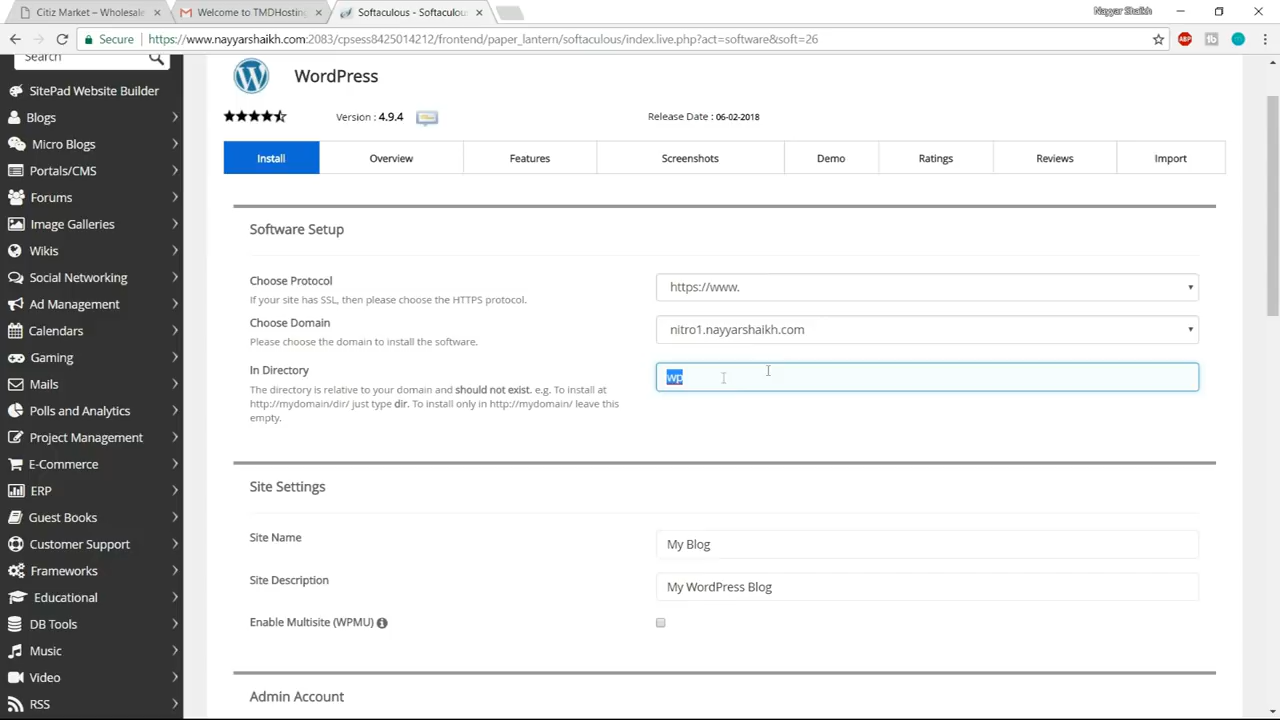 Citiz Market – Wholesale
Welcome to TMDHosting
Softaculous - Softaculous
Nayyar Shaikh
Secure
https://www.nayyarshaikh.com:2083/cpsess8425014212/frontend/paper_lantern/softaculous/index.live.php?act=software&soft=26
ABP
Search
SitePad Website Builder
Blogs
Micro Blogs
Portals/CMS
Forums
Image Galleries
Wikis
Social Networking
Ad Management
Calendars
Gaming
Mails
Polls and Analytics
Project Management
E-Commerce
ERP
Guest Books
Customer Support
Frameworks
Educational
DB Tools
Music
Video
RSS
WordPress
Version : 4.9.4
Release Date : 06-02-2018
Install
Overview
Features
Screenshots
Demo
Ratings
Reviews
Import
Software Setup
Choose Protocol
If your site has SSL, then please choose the HTTPS protocol.
https://www.
Choose Domain
Please choose the domain to install the software.
nitro1.nayyarshaikh.com
In Directory
The directory is relative to your domain and should not exist. e.g. To install at
http://mydomain/dir/ just type dir. To install only in http://mydomain/ leave this
empty.
wp
Site Settings
Site Name
My Blog
Site Description
My WordPress Blog
Enable Multisite (WPMU)
Admin Account